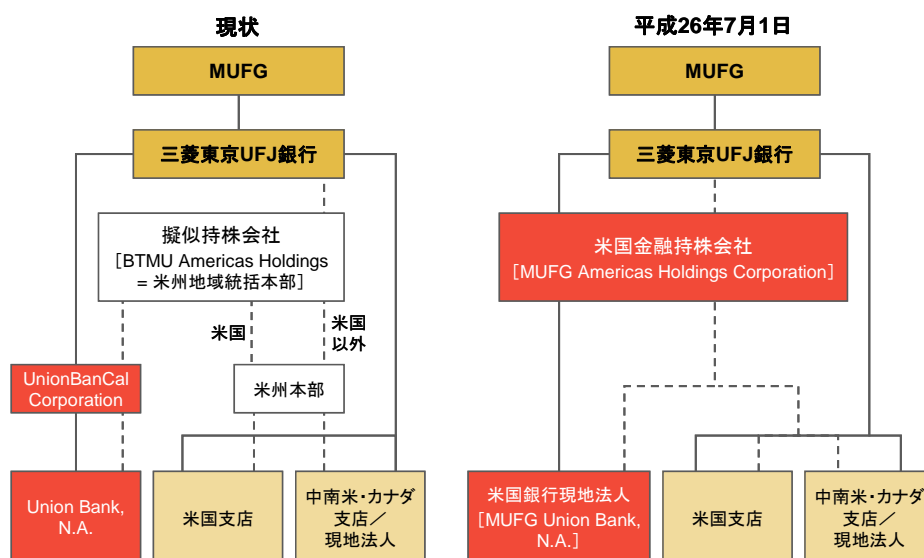 現状
MUFG
三菱東京UFJ銀行
擬似持株会社
[BTMU Americas Holdings
= 米州地域統括本部]
米国
米国
以外
UnionBanCal
Corporation
米州本部
Union Bank,
N.A.
米国支店
中南米・カナダ
支店/
現地法人
平成26年7月1日
MUFG
三菱東京UFJ銀行
米国金融持株会社
[MUFG Americas Holdings Corporation]
米国銀行現地法人
[MUFG Union Bank,
N.A.]
米国支店
中南米・カナダ
支店/
現地法人